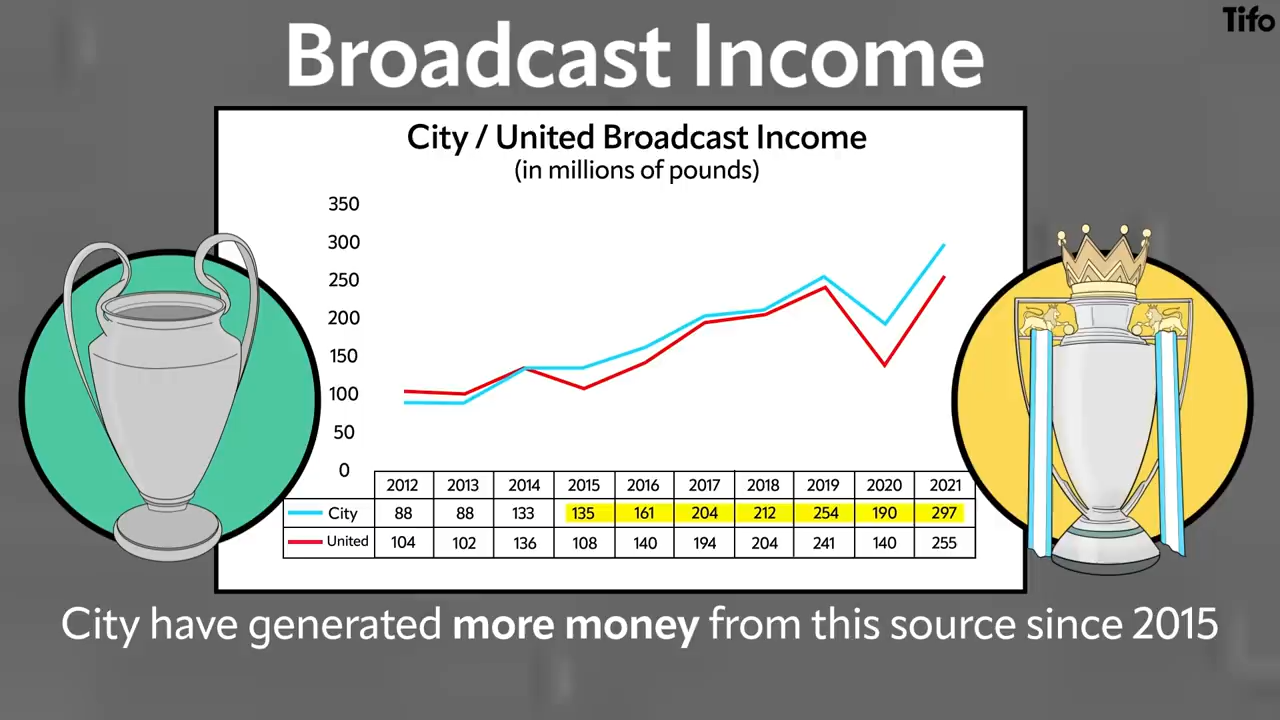 Tifo
Broadcast Income
City / United Broadcast Income
(in millions of pounds)
350
300
250
200
150
100
50
0
2012 2013 2014 2015 2016 2017 2018 2019 2020 2021
City 88 88 133 135 161 204 212 254 190 297
United 104 102 136 108 140 194 204 241 140 255
City have generated more money from this source since 2015